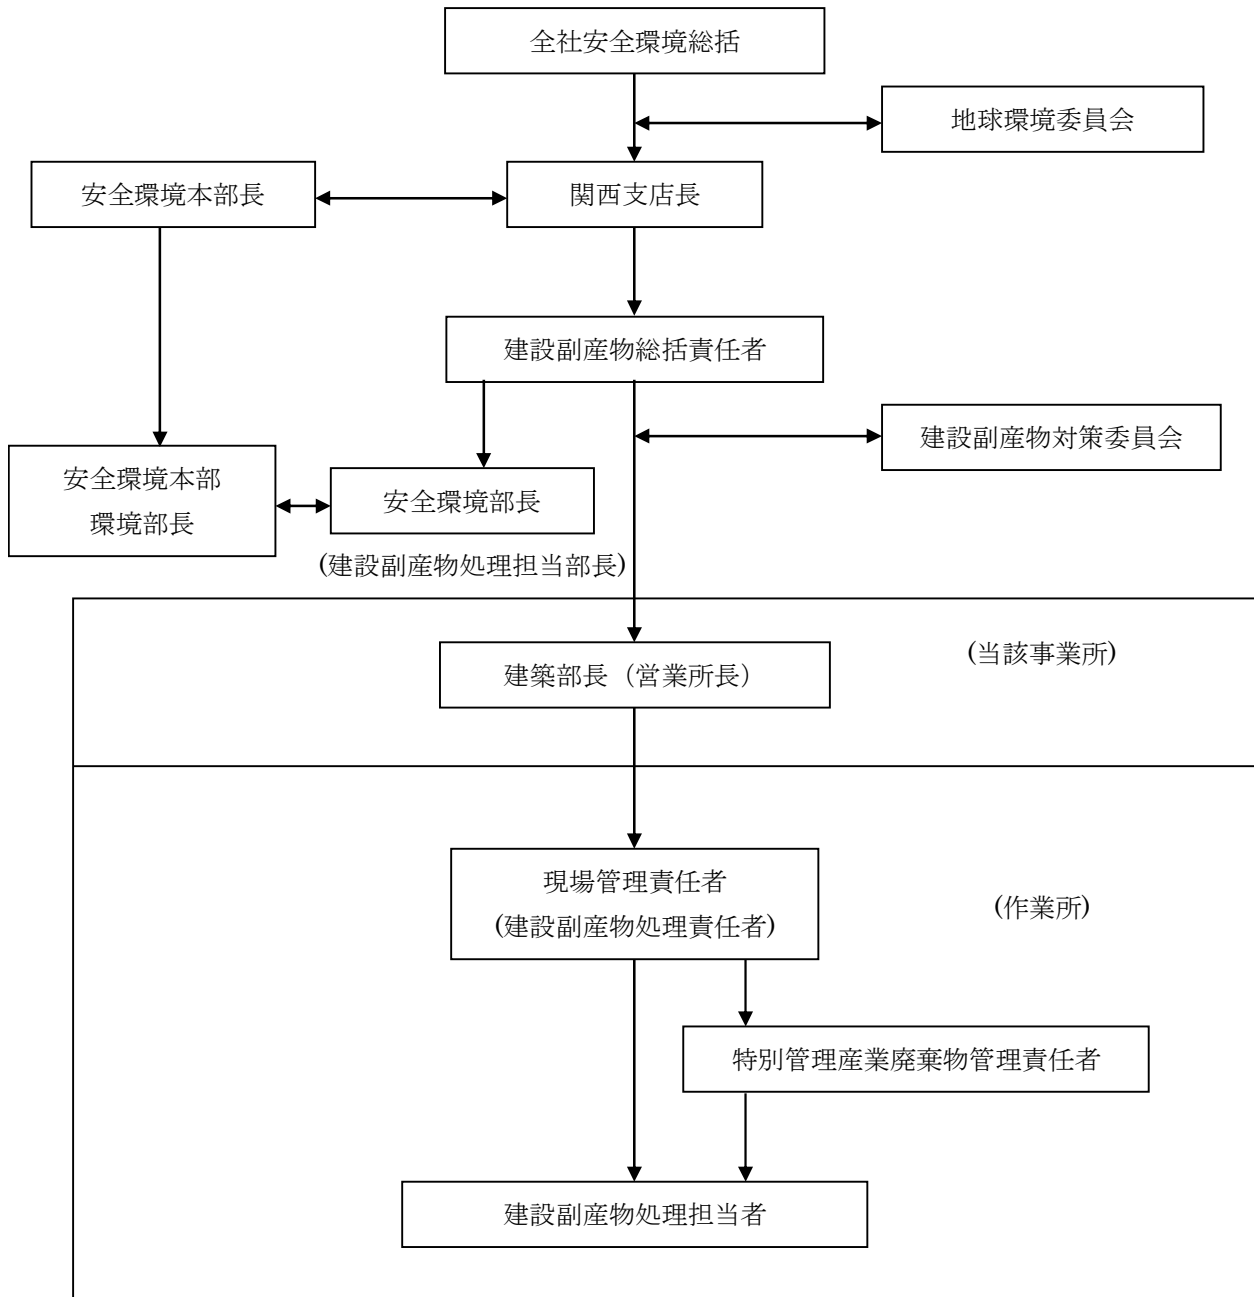 全社安全環境総括
地球環境委員会
安全環境本部長
関西支店長
建設副産物総括責任者
建設副産物対策委員会
安全環境本部
環境部長
安全環境部長
(建設副産物処理担当部長)
(当該事業所)
建築部長（営業所長）
現場管理責任者
(建設副産物処理責任者)
(作業所)
特別管理産業廃棄物管理責任者
建設副産物処理担当者